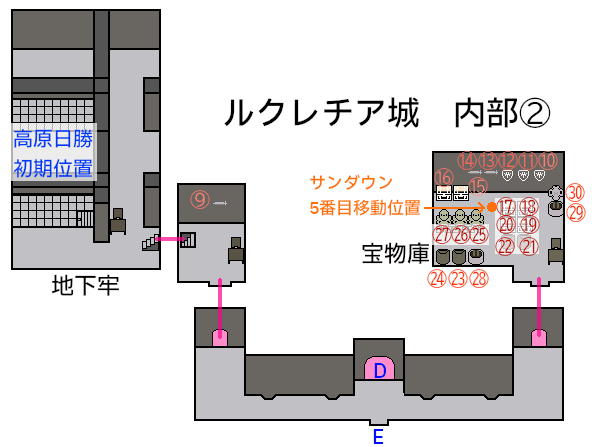 ルクレチア城　内部②
高原日勝
初期位置
地下牢
⑨
サンダウン
5番目移動位置
宝物庫
⑭ ⑬ ⑫ ⑪ ⑩
⑯ ⑮
⑰ ⑱
⑳ ⑲
㉒ ㉑
㉚
㉙
㉗ ㉖ ㉕
㉔ ㉓ ㉘
D
E